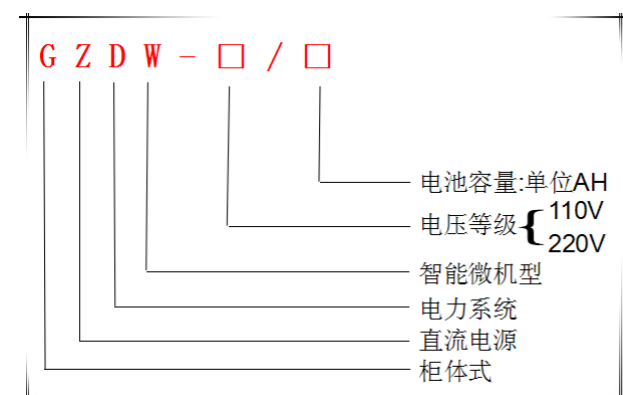 GZDW-□/□
电池容量:单位AH
电压等级{110V
220V
智能微机型
电力系统
直流电源
柜体式